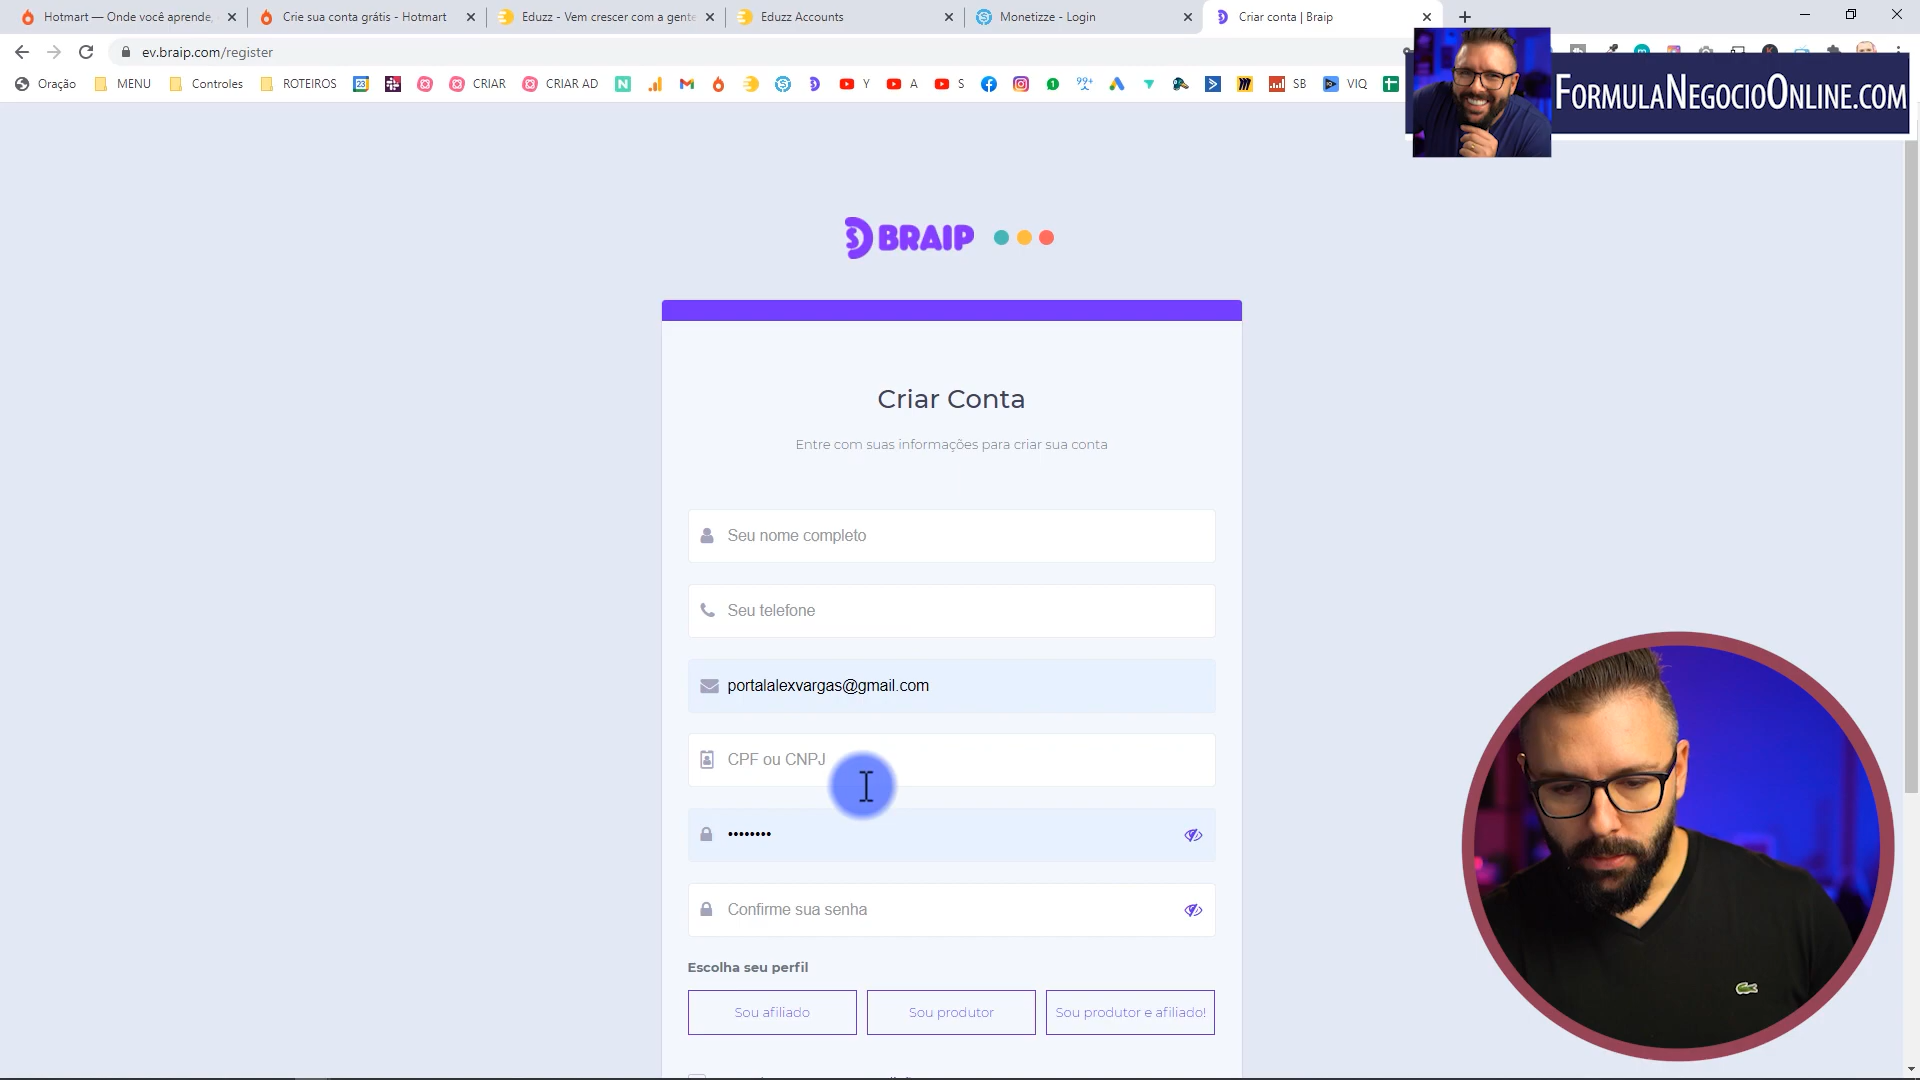 Hotmart — Onde você aprende,
Crie sua conta grátis - Hotmart
Eduzz - Vem crescer com a gente
Eduzz Accounts
Monetizze - Login
Criar conta | Braip
ev.braip.com/register
Oração
MENU
Controles
ROTEIROS
CRIAR
CRIAR AD
Y
A
S
99+
SB
VIQ
FORMULANEGOCIOONLINE.COM
BRAIP
Criar Conta
Entre com suas informações para criar sua conta
Seu nome completo
Seu telefone
portalalexvargas@gmail.com
CPF ou CNPJ
••••••••
Confirme sua senha
Escolha seu perfil
Sou afiliado
Sou produtor
Sou produtor e afiliado!